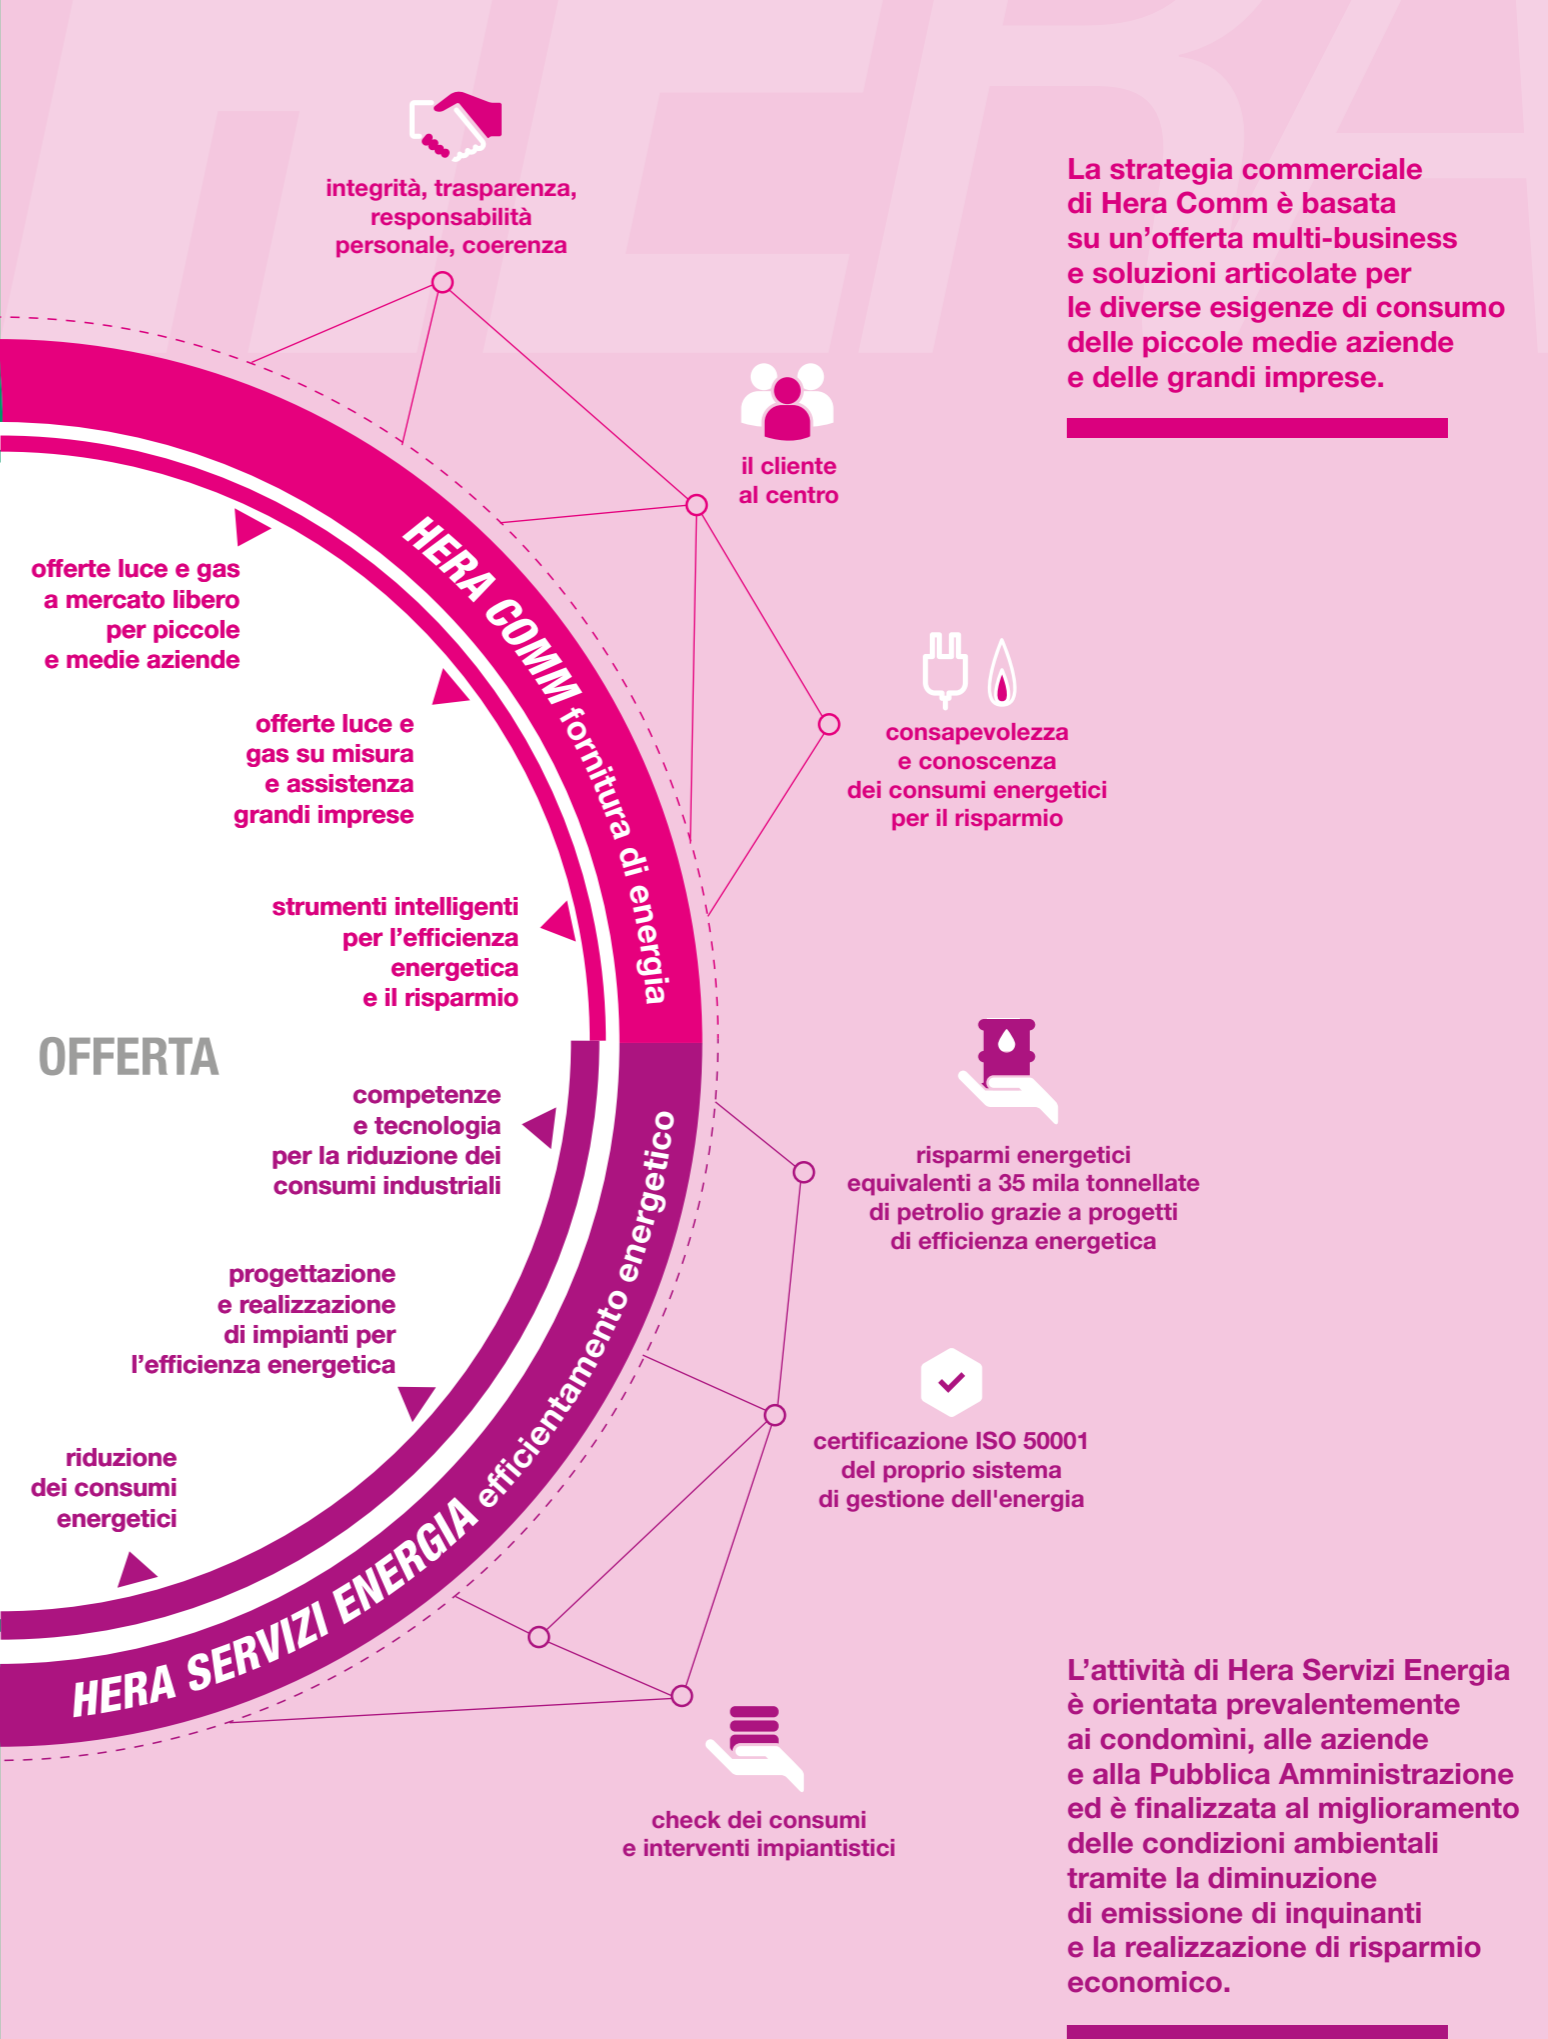 HERA
integrità, trasparenza,
responsabilità
personale, coerenza
La strategia commerciale
di Hera Comm è basata
su un’offerta multi-business
e soluzioni articolate per
le diverse esigenze di consumo
delle piccole medie aziende
e delle grandi imprese.
il cliente
al centro
consapevolezza
e conoscenza
dei consumi energetici
per il risparmio
HERA COMM fornitura di energia
offerte luce e gas
a mercato libero
per piccole
e medie aziende
offerte luce e
gas su misura
e assistenza
grandi imprese
strumenti intelligenti
per l’efficienza
energetica
e il risparmio
OFFERTA
competenze
e tecnologia
per la riduzione dei
consumi industriali
progettazione
e realizzazione
di impianti per
l’efficienza energetica
riduzione
dei consumi
energetici
HERA SERVIZI ENERGIA efficientamento energetico
risparmi energetici
equivalenti a 35 mila tonnellate
di petrolio grazie a progetti
di efficienza energetica
certificazione ISO 50001
del proprio sistema
di gestione dell'energia
check dei consumi
e interventi impiantistici
L’attività di Hera Servizi Energia
è orientata prevalentemente
ai condomìni, alle aziende
e alla Pubblica Amministrazione
ed è finalizzata al miglioramento
delle condizioni ambientali
tramite la diminuzione
di emissione di inquinanti
e la realizzazione di risparmio
economico.